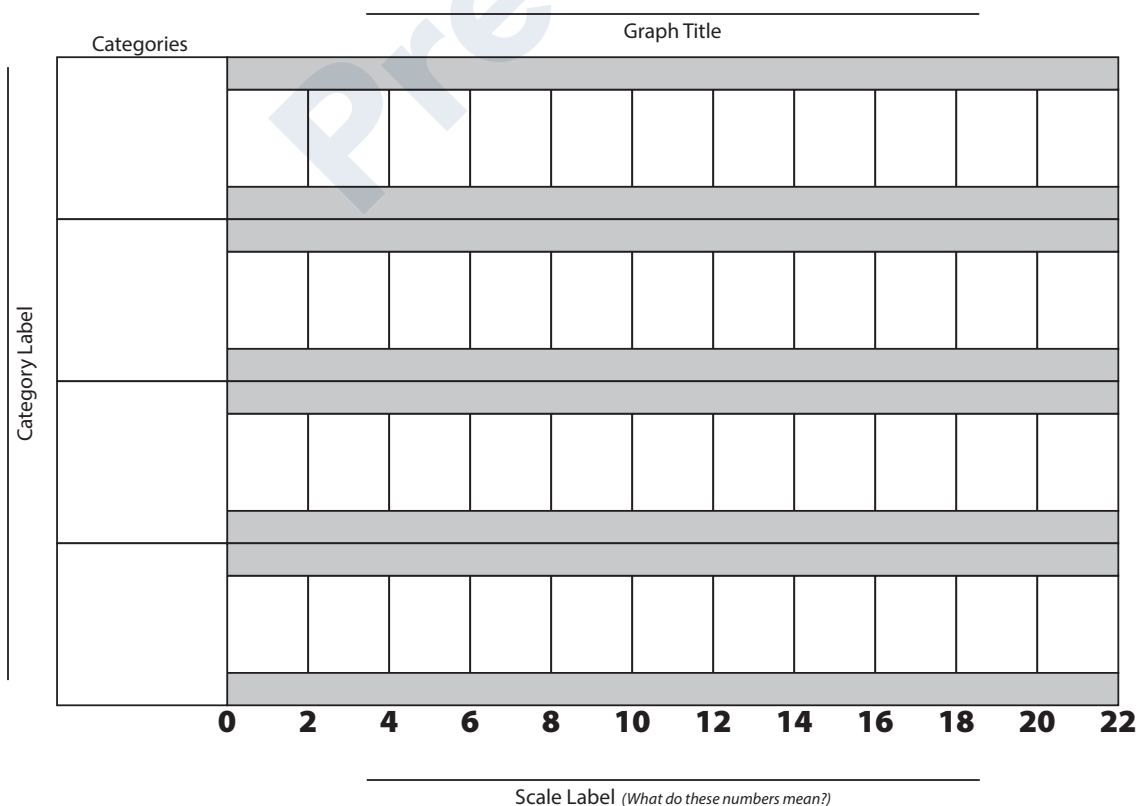 Graph Title
Categories
Pre
Category Label
0 2 4 6 8 10 12 14 16 18 20 22
Scale Label (What do these numbers mean?)